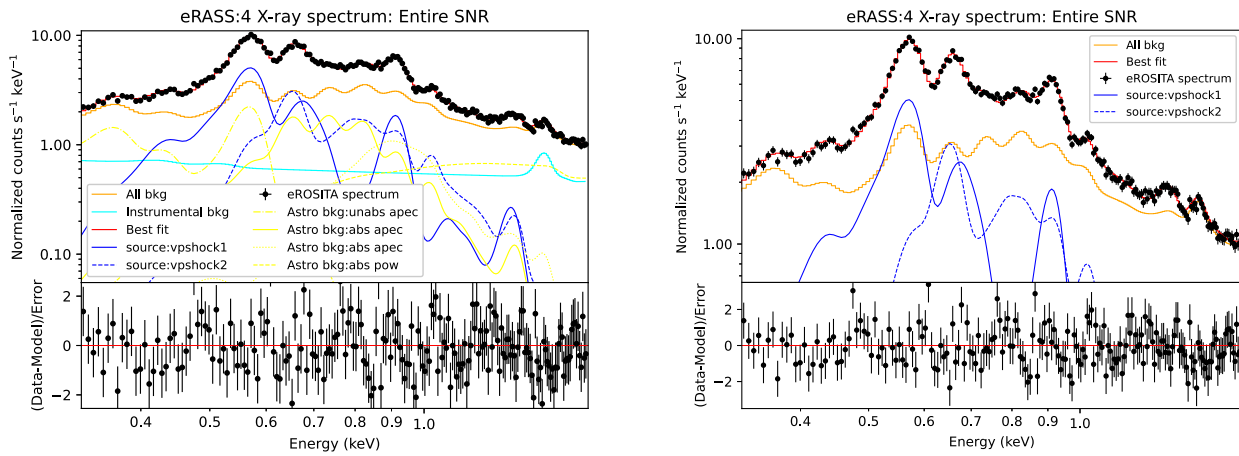 eRASS:4 X-ray spectrum: Entire SNR
Normalized counts s⁻¹ keV⁻¹
10.00
1.00
0.10
All bkg
Instrumental bkg
Best fit
source:vpshock1
source:vpshock2
eROSITA spectrum
Astro bkg:unabs apec
Astro bkg:abs apec
Astro bkg:abs apec
Astro bkg:abs pow
(Data-Model)/Error
2
0
−2
0.4
0.5
0.6
0.7
0.8
0.9
1.0
Energy (keV)
eRASS:4 X-ray spectrum: Entire SNR
Normalized counts s⁻¹ keV⁻¹
10.00
1.00
All bkg
Best fit
eROSITA spectrum
source:vpshock1
source:vpshock2
(Data-Model)/Error
2
0
−2
0.4
0.5
0.6
0.7
0.8
0.9
1.0
Energy (keV)